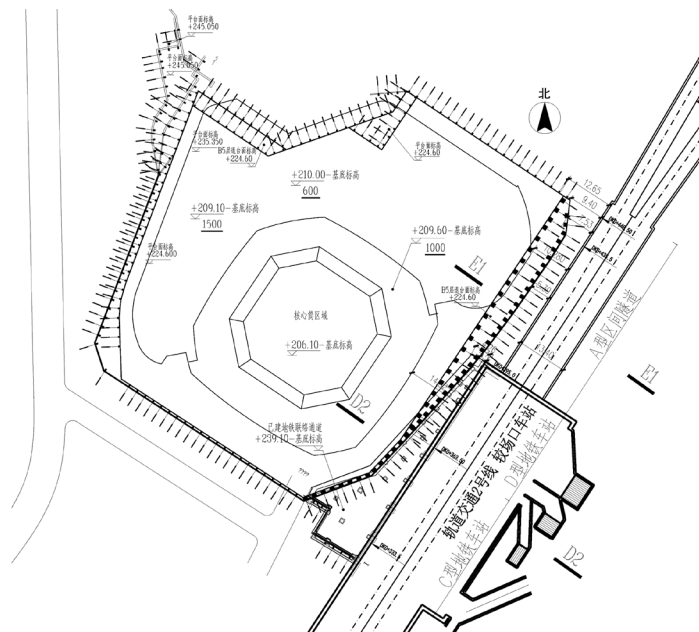 平台面标高
+245.050
平台面标高
+245.050
北
平台面标高
+235.350
B5层退台面标高
+224.60
平台面标高
+224.60
12.65
9.40
7.53
+210.00-基底标高
600
+209.10-基底标高
1500
+209.60-基底标高
1000
平台面标高
+224.600
E1
B5层退台面标高
+224.60
核心筒区域
+206.10-基底标高
D2
已建地铁联络通道
+239.10-基底标高
????
A型区间隧道
E1
轨道交通2号线 较场口车站
C型地铁车站
D型地铁车站
D2